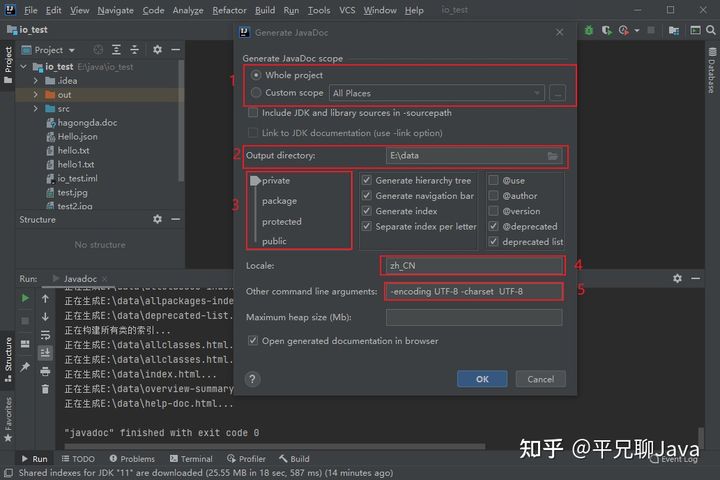 File Edit View Navigate Code Analyze Refactor Build Run Tools VCS Window Help io_test
io_test
Project
Project
Database
io_test E:\java\io_test
.idea
out
src
hagongda.doc
Hello.json
hello.txt
hello1.txt
io_test.iml
test.jpg
test2.jpg
Structure
No structure
Generate JavaDoc
Generate JavaDoc scope
1
Whole project
Custom scope All Places ...
Include JDK and library sources in -sourcepath
Link to JDK documentation (use -link option)
2
Output directory: E:\data
3
private
package
protected
public
Generate hierarchy tree
Generate navigation bar
Generate index
Separate index per letter
@use
@author
@version
@deprecated
deprecated list
Locale: zh_CN 4
Other command line arguments: -encoding UTF-8 -charset UTF-8 5
Maximum heap size (Mb):
Open generated documentation in browser
? OK Cancel
Run: Javadoc
正在生成E:\data\allpackages-inde
正在生成E:\data\deprecated-list.
正在构建所有类的索引...
正在生成E:\data\allclasses.html.
正在生成E:\data\allclasses.html.
正在生成E:\data\index.html...
正在生成E:\data\overview-summary
正在生成E:\data\help-doc.html...
"javadoc" finished with exit code 0
Structure
Favorites
知乎 @平兄聊Java
Run TODO Problems Terminal Profiler Build Event Log
Shared indexes for JDK "11" are downloaded (25.55 MB in 18 sec, 587 ms) (14 minutes ago)